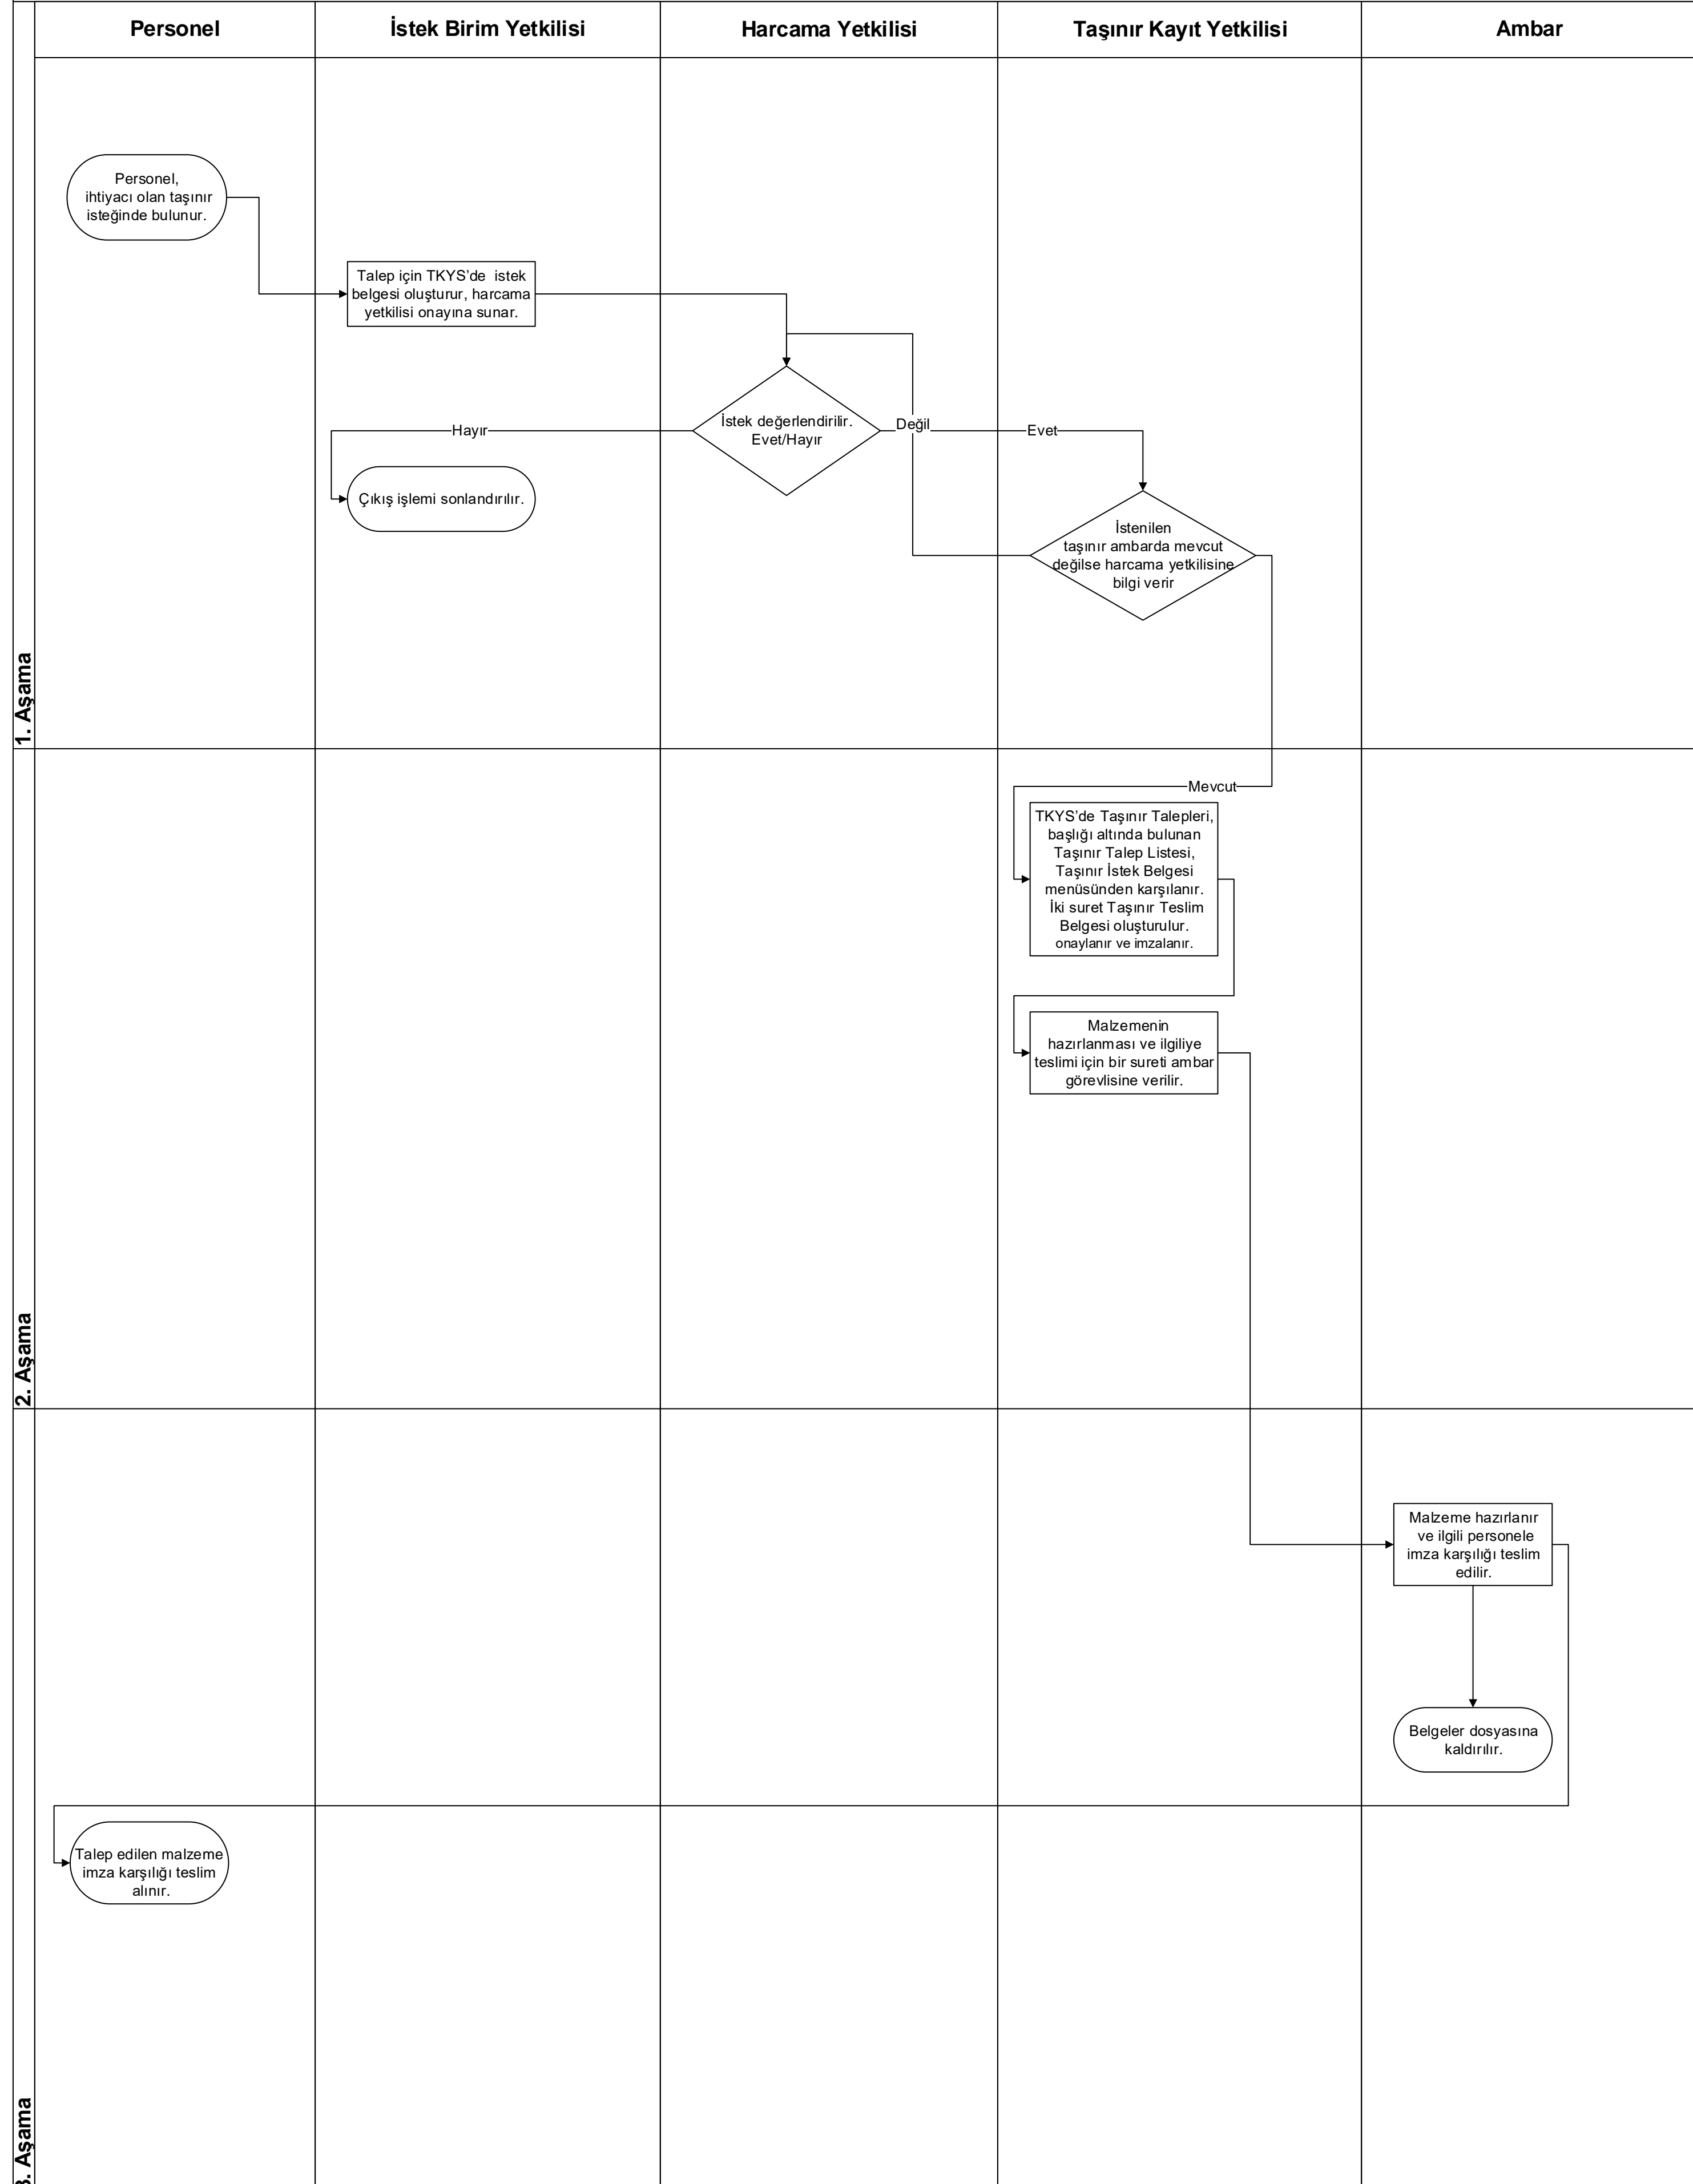 Personel
İstek Birim Yetkilisi
Harcama Yetkilisi
Taşınır Kayıt Yetkilisi
Ambar
1. Aşama
Personel,
ihtiyacı olan taşınır
isteğinde bulunur.
Talep için TKYS’de istek
belgesi oluşturur, harcama
yetkilisi onayına sunar.
İstek değerlendirilir.
Evet/Hayır
Hayır
Değil
Evet
Çıkış işlemi sonlandırılır.
İstenilen
taşınır ambarda mevcut
değilse harcama yetkilisine
bilgi verir
2. Aşama
Mevcut
TKYS’de Taşınır Talepleri,
başlığı altında bulunan
Taşınır Talep Listesi,
Taşınır İstek Belgesi
menüsünden karşılanır.
İki suret Taşınır Teslim
Belgesi oluşturulur.
onaylanır ve imzalanır.
Malzemenin
hazırlanması ve ilgiliye
teslimi için bir sureti ambar
görevlisine verilir.
3. Aşama
Malzeme hazırlanır
ve ilgili personele
imza karşılığı teslim
edilir.
Belgeler dosyasına
kaldırılır.
Talep edilen malzeme
imza karşılığı teslim
alınır.